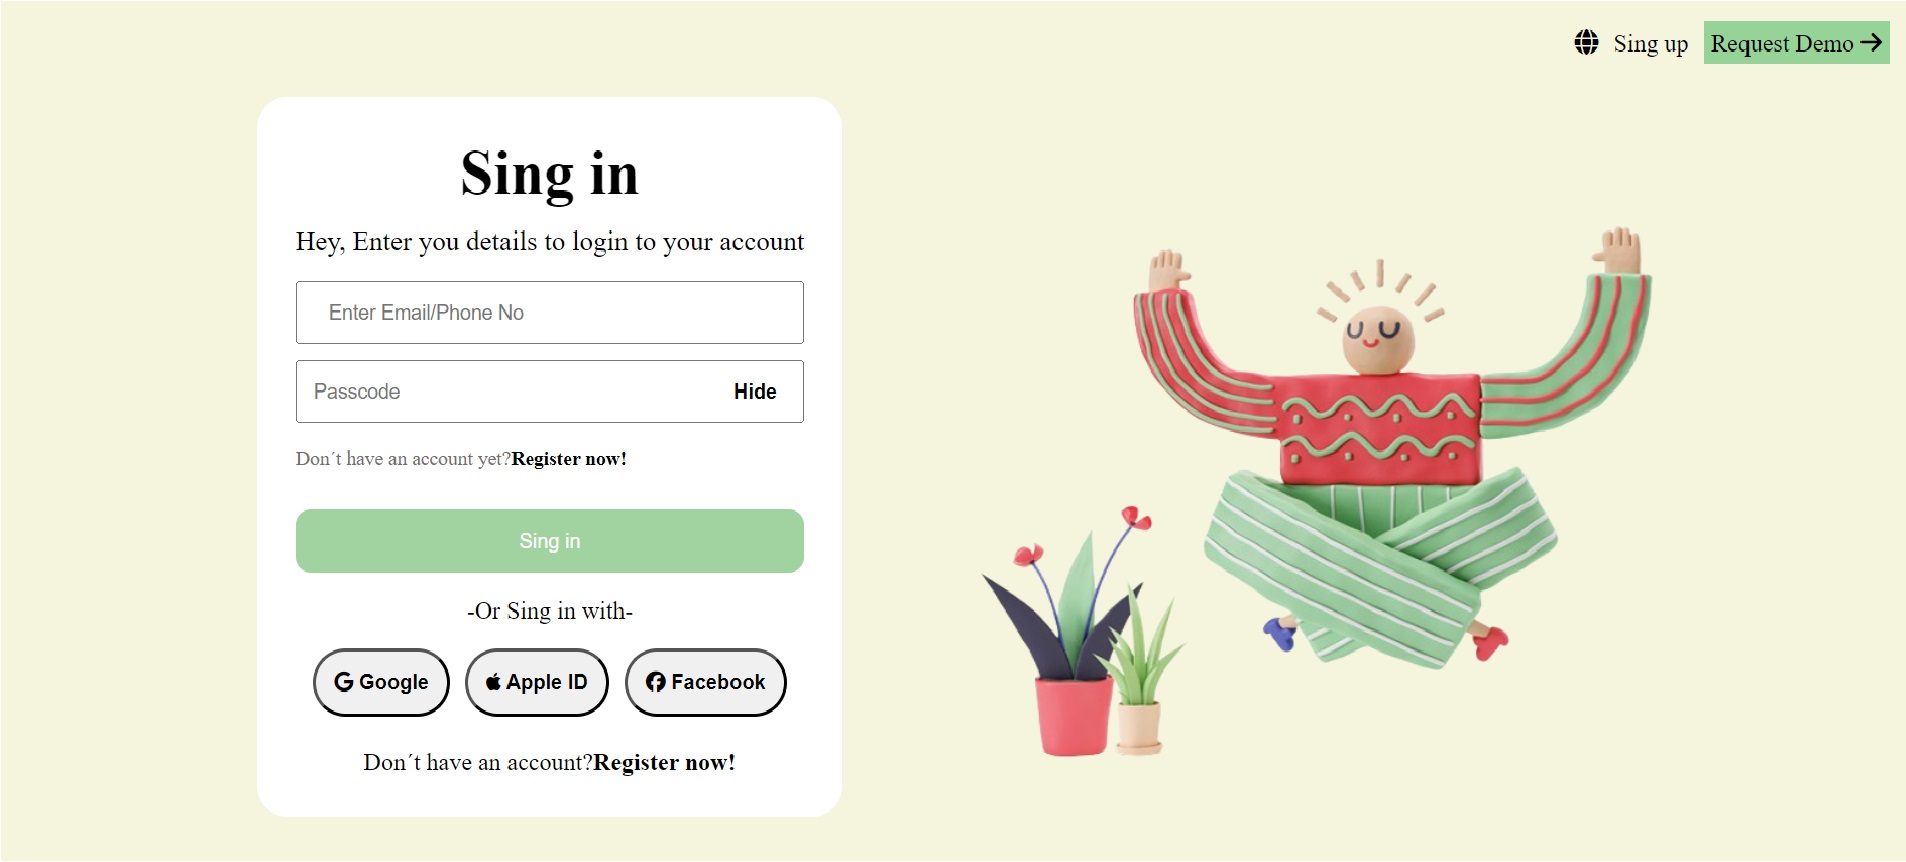 Sing up Request Demo
Sing in
Hey, Enter you details to login to your account
Enter Email/Phone No
Passcode Hide
Don´t have an account yet?Register now!
Sing in
-Or Sing in with-
Google Apple ID Facebook
Don´t have an account?Register now!